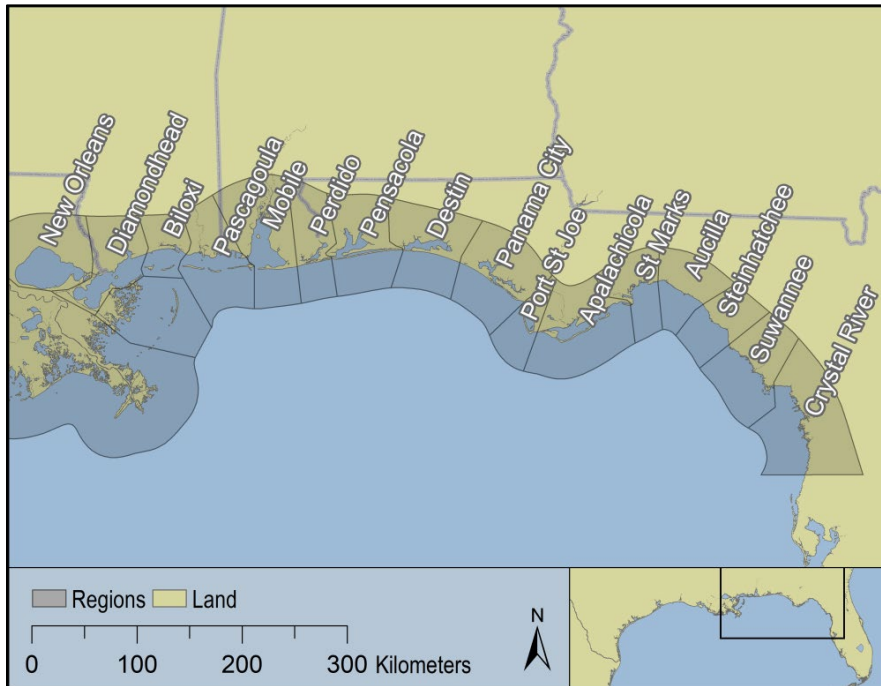 New Orleans
Diamondhead
Biloxi
Pascagoula
Mobile
Perdido
Pensacola
Destin
Panama City
Port St Joe
Apalachicola
St Marks
Aucilla
Steinhatchee
Suwannee
Crystal River
Regions Land
0 100 200 300 Kilometers
N